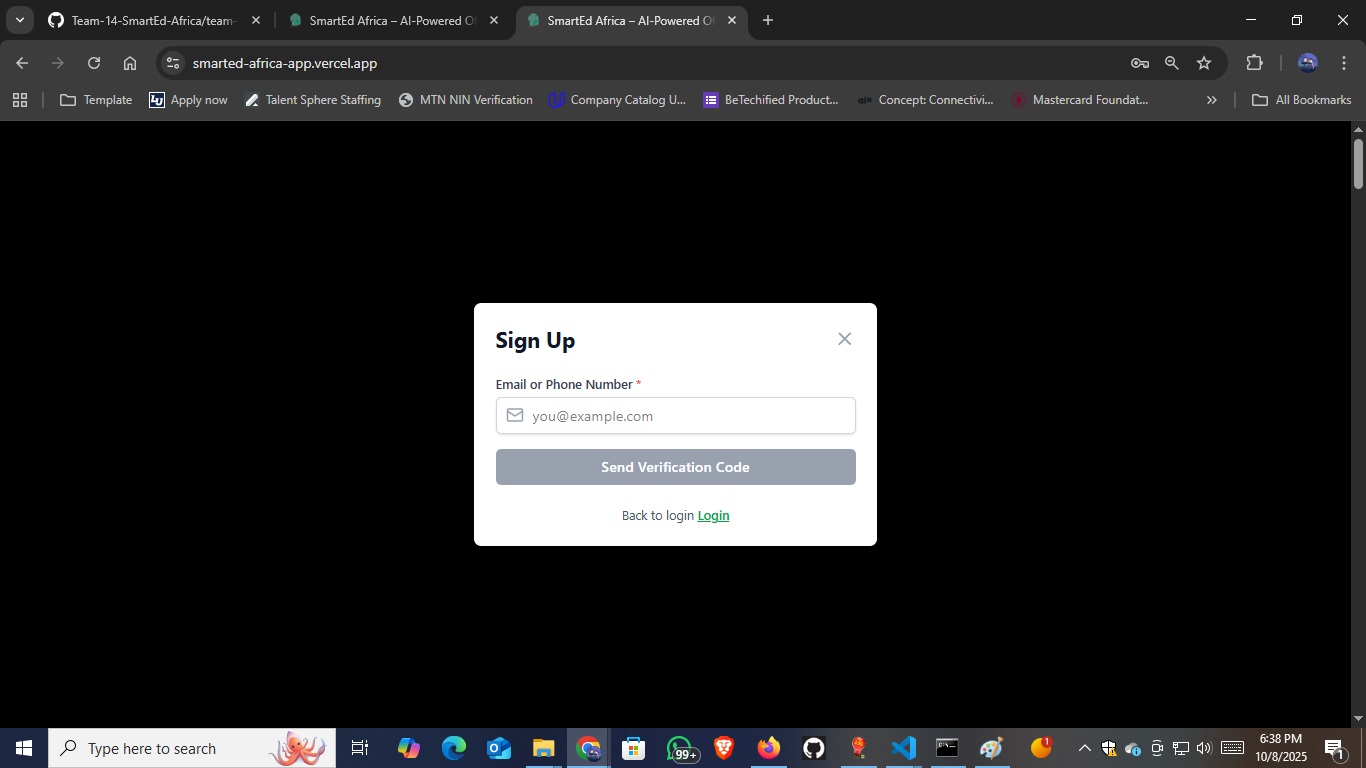 Team-14-SmartEd-Africa/team-
SmartEd Africa – AI-Powered O
SmartEd Africa – AI-Powered O
smarted-africa-app.vercel.app
Template
Apply now
Talent Sphere Staffing
MTN NIN Verification
Company Catalog U...
BeTechified Product...
Concept: Connectivi...
Mastercard Foundat...
All Bookmarks
Sign Up
Email or Phone Number *
you@example.com
Send Verification Code
Back to login Login
Type here to search
99+
1
6:38 PM
10/8/2025
1